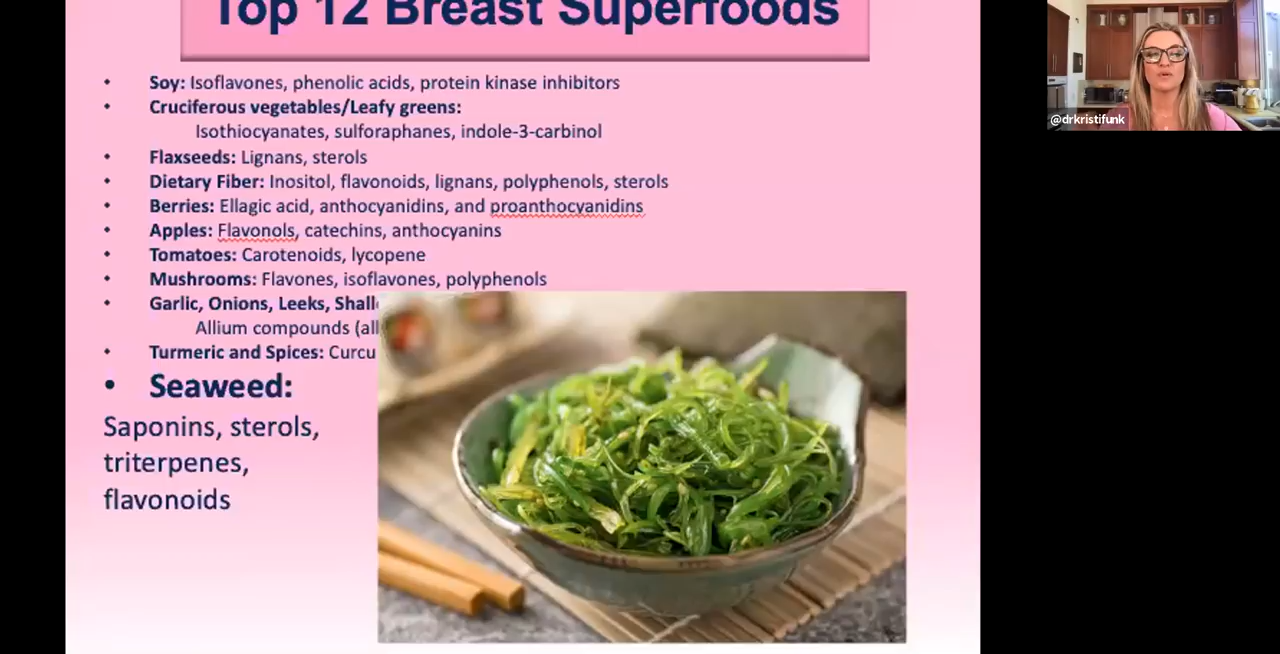 Top 12 Breast Superfoods
@drkristifunk
• Soy: Isoflavones, phenolic acids, protein kinase inhibitors
• Cruciferous vegetables/Leafy greens:
Isothiocyanates, sulforaphanes, indole-3-carbinol
• Flaxseeds: Lignans, sterols
• Dietary Fiber: Inositol, flavonoids, lignans, polyphenols, sterols
• Berries: Ellagic acid, anthocyanidins, and proanthocyanidins
• Apples: Flavonols, catechins, anthocyanins
• Tomatoes: Carotenoids, lycopene
• Mushrooms: Flavones, isoflavones, polyphenols
• Garlic, Onions, Leeks, Shall
Allium compounds (all
• Turmeric and Spices: Curcu
• Seaweed:
Saponins, sterols,
triterpenes,
flavonoids